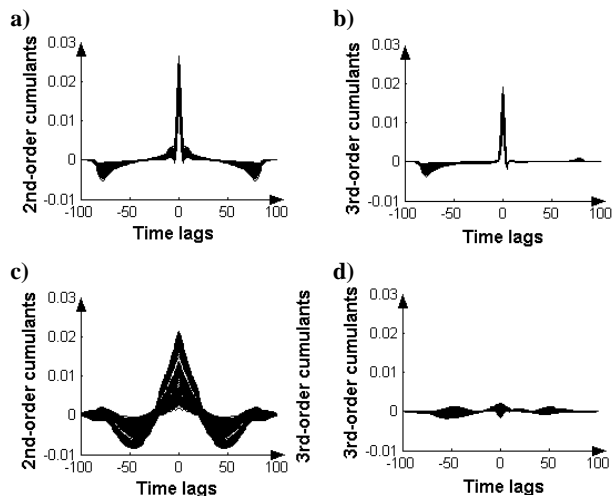 a)
2nd-order cumulants
0.03
0.02
0.01
0
-0.01
-100 -50 0 50 100
Time lags
b)
3rd-order cumulants
0.03
0.02
0.01
0
-0.01
-100 -50 0 50 100
Time lags
c)
2nd-order cumulants
0.03
0.02
0.01
0
-0.01
-100 -50 0 50 100
Time lags
3rd-order cumulants
d)
3rd-order cumulants
0.03
0.02
0.01
0
-0.01
-100 -50 0 50 100
Time lags